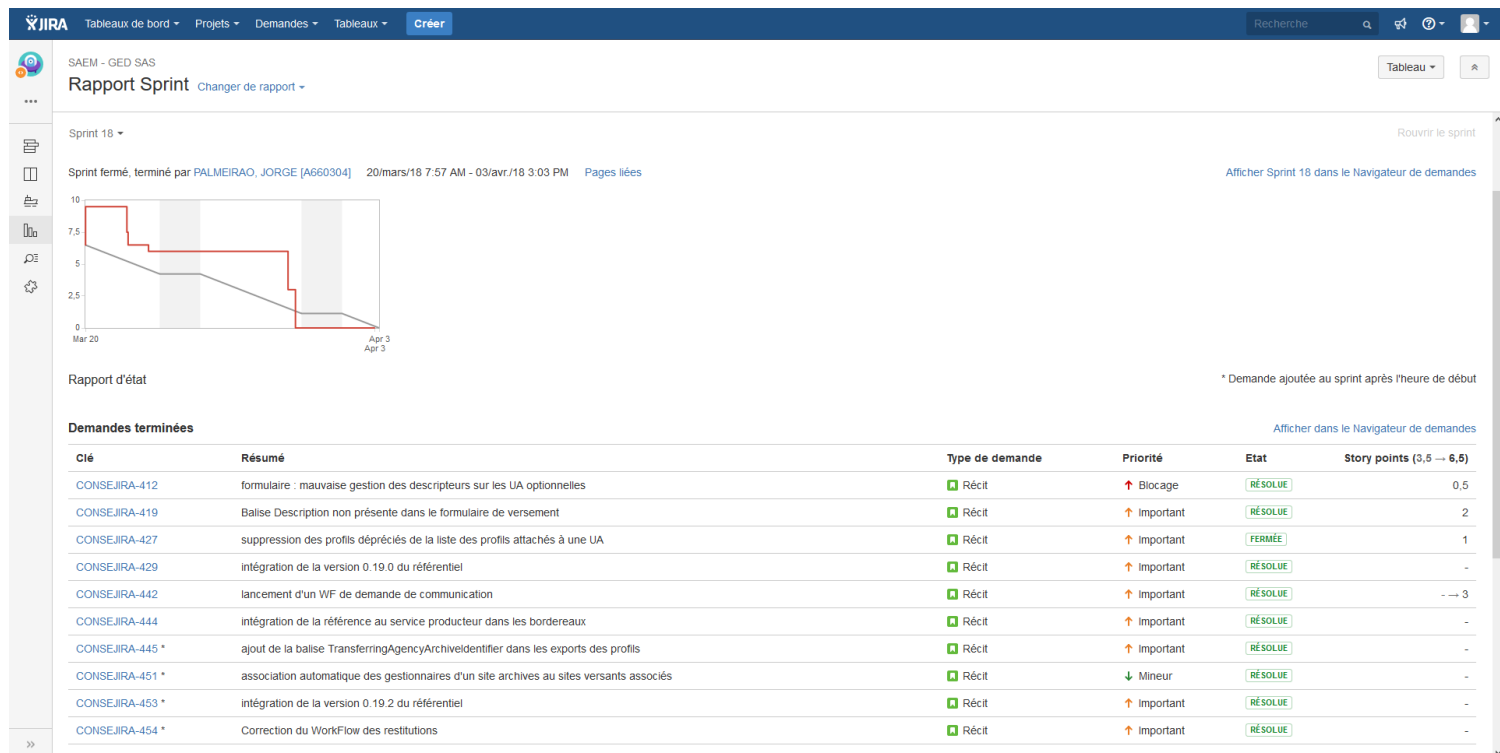 JIRA Tableaux de bord Projets Demandes Tableaux Créer Recherche
SAEM - GED SAS
Rapport Sprint Changer de rapport Tableau
Sprint 18 Rouvrir le sprint
Sprint fermé, terminé par PALMEIRAO, JORGE [A660304] 20/mars/18 7:57 AM - 03/avr./18 3:03 PM Pages liées Afficher Sprint 18 dans le Navigateur de demandes
10
7,5
5
2,5
0
Mar 20 Apr 3
Apr 3
Rapport d'état * Demande ajoutée au sprint après l'heure de début
Demandes terminées Afficher dans le Navigateur de demandes
Clé Résumé Type de demande Priorité Etat Story points (3,5 → 6,5)
CONSEJIRA-412 formulaire : mauvaise gestion des descripteurs sur les UA optionnelles Récit Blocage RÉSOLUE 0,5
CONSEJIRA-419 Balise Description non présente dans le formulaire de versement Récit Important RÉSOLUE 2
CONSEJIRA-427 suppression des profils dépréciés de la liste des profils attachés à une UA Récit Important FERMÉE 1
CONSEJIRA-429 intégration de la version 0.19.0 du référentiel Récit Important RÉSOLUE -
CONSEJIRA-442 lancement d'un WF de demande de communication Récit Important RÉSOLUE - → 3
CONSEJIRA-444 intégration de la référence au service producteur dans les bordereaux Récit Important RÉSOLUE -
CONSEJIRA-445 * ajout de la balise TransferringAgencyArchiveIdentifier dans les exports des profils Récit Important RÉSOLUE -
CONSEJIRA-451 * association automatique des gestionnaires d'un site archives au sites versants associés Récit Mineur RÉSOLUE -
CONSEJIRA-453 * intégration de la version 0.19.2 du référentiel Récit Important RÉSOLUE -
CONSEJIRA-454 * Correction du WorkFlow des restitutions Récit Important RÉSOLUE -